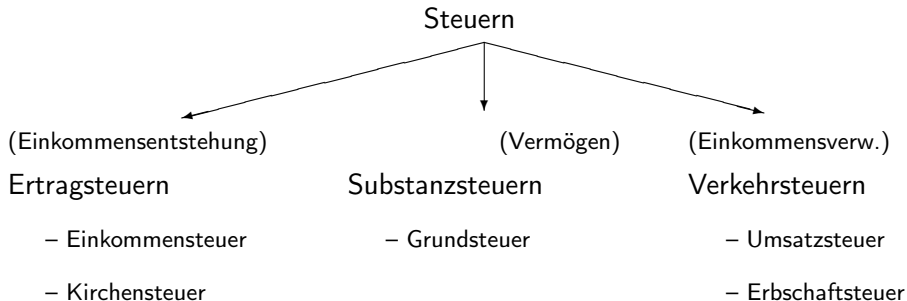 Steuern
(Einkommensentstehung) (Vermögen) (Einkommensverw.)
Ertragsteuern Substanzsteuern Verkehrsteuern
– Einkommensteuer – Grundsteuer – Umsatzsteuer
– Kirchensteuer – Erbschaftsteuer